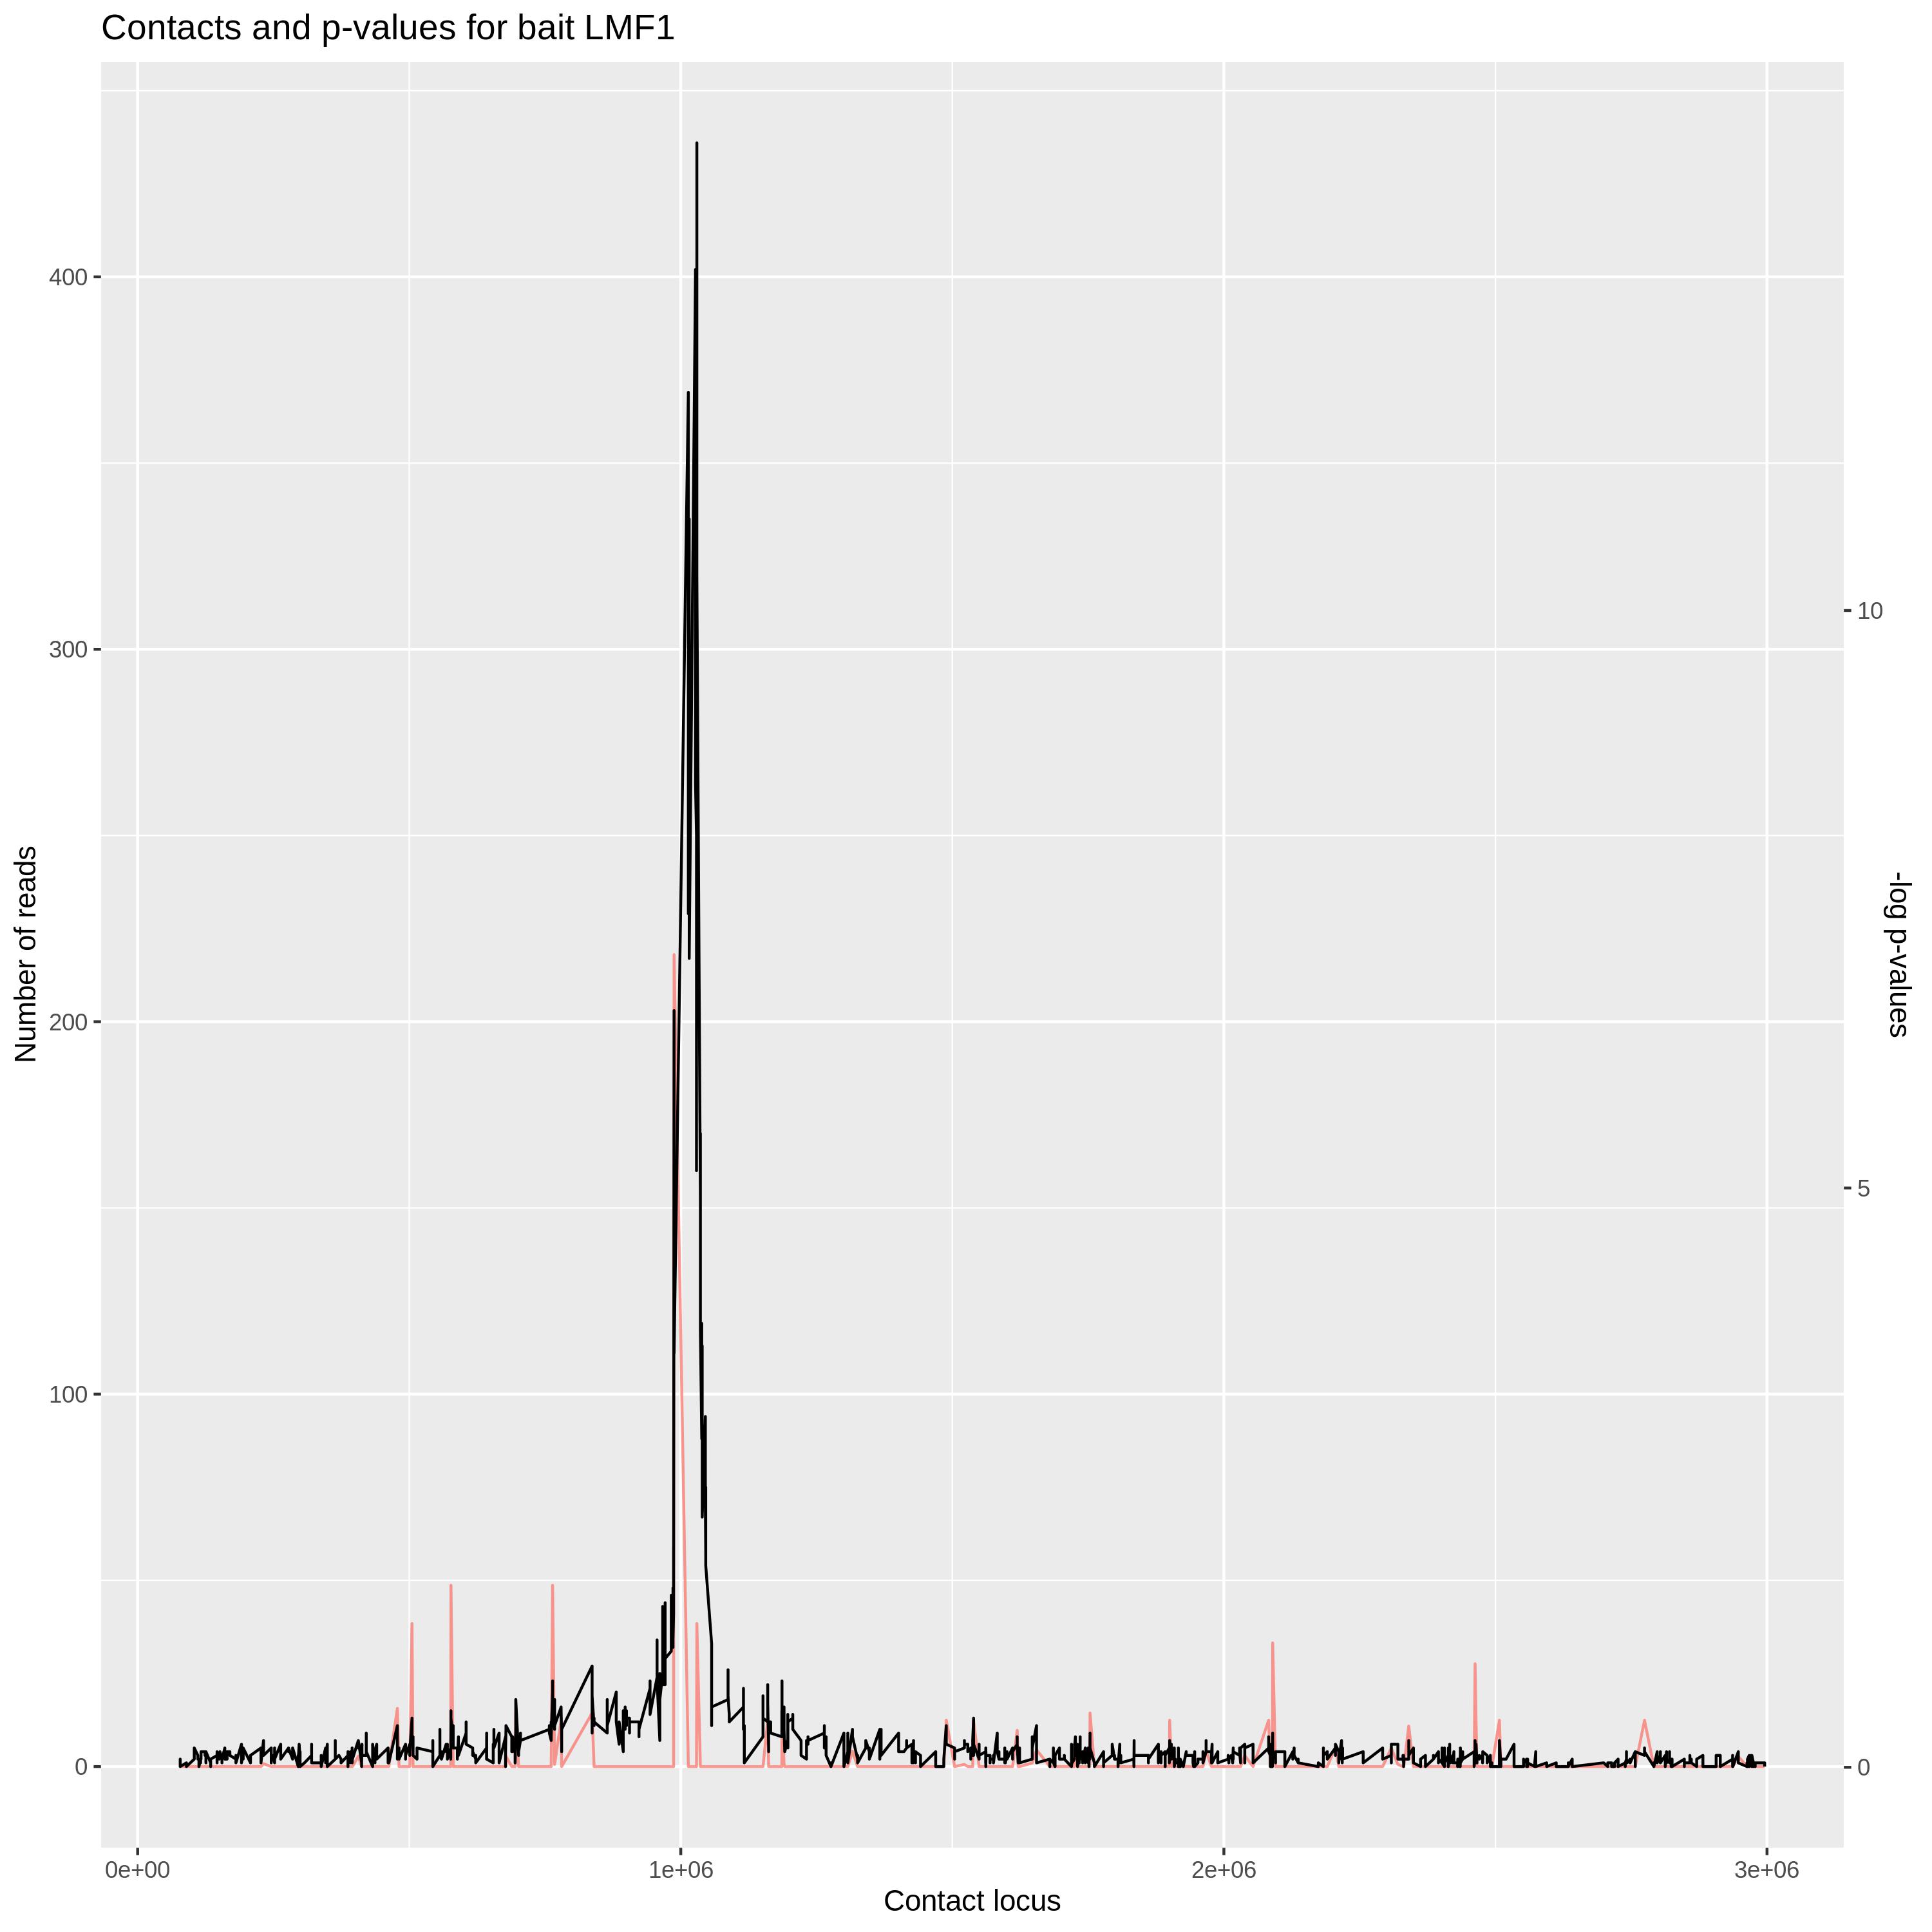 Contacts and p-values for bait LMF1
400
300
200
100
0
Number of reads
10
5
0
-log p-values
0e+00
1e+06
2e+06
3e+06
Contact locus